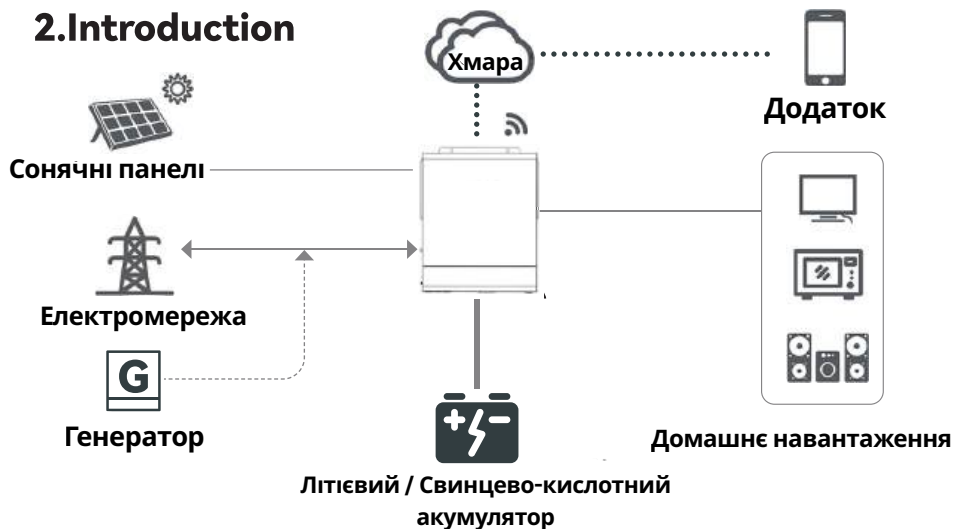 2.Introduction
Хмара
Додаток
Сонячні панелі
Електромережа
G
Генератор
Домашнє навантаження
Літієвий / Свинцево-кислотний
акумулятор